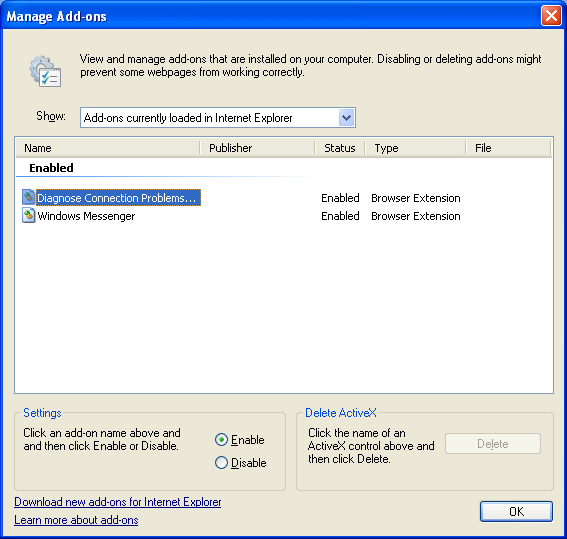 Manage Add-ons
View and manage add-ons that are installed on your computer. Disabling or deleting add-ons might
prevent some webpages from working correctly.
Show: Add-ons currently loaded in Internet Explorer
Name Publisher Status Type File
Enabled
Diagnose Connection Problems... Enabled Browser Extension
Windows Messenger Enabled Browser Extension
Settings
Click an add-on name above and
and then click Enable or Disable.
Enable
Disable
Delete ActiveX
Click the name of an
ActiveX control above and
then click Delete.
Delete
Download new add-ons for Internet Explorer
Learn more about add-ons
OK